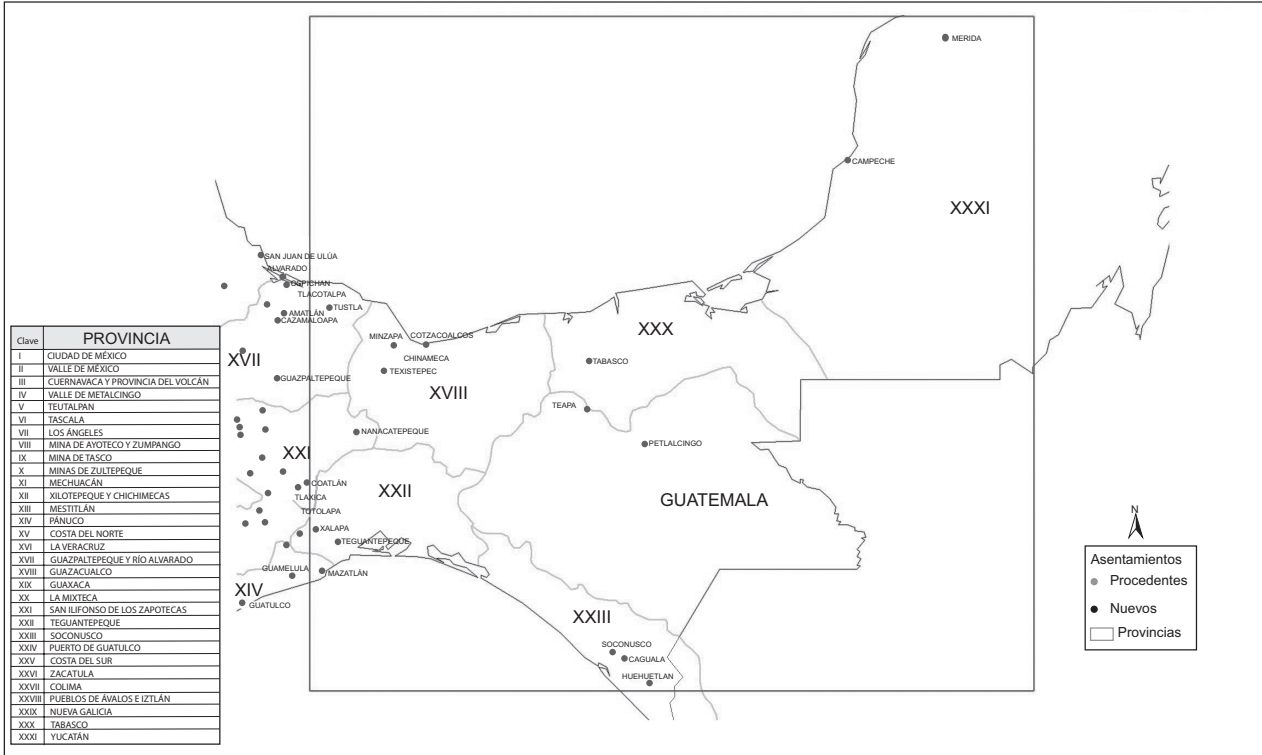 MERIDA
CAMPECHE
XXXI
SAN JUAN DE ULÚA
ALVARADO
OSPICHAN
TLACOTALPA
TUSTLA
AMATLÁN
CAZAMALOAPA
XXX
MINZAPA
COTZACOALCOS
CHINAMECA
TEXISTEPEC
TABASCO
XVII
GUAZPALTEPEQUE
XVIII
TEAPA
NANACATEPEQUE
PETLALCINGO
XXI
COATLÁN
TLAXICA
XXII
GUATEMALA
TOTOLAPA
XALAPA
TEGUANTEPEQUE
GUAMELULA
MAZATLÁN
XIV
GUATULCO
XXIII
SOCONUSCO
CAGUALA
HUEHUETLAN
Clave PROVINCIA
I CIUDAD DE MÉXICO
II VALLE DE MÉXICO
III CUERNAVACA Y PROVINCIA DEL VOLCÁN
IV VALLE DE METALCINGO
V TEUTALPAN
VI TASCALA
VII LOS ÁNGELES
VIII MINA DE AYOTECO Y ZUMPANGO
IX MINA DE TASCO
X MINAS DE ZULTEPEQUE
XI MECHUACÁN
XII XILOTEPEQUE Y CHICHIMECAS
XIII MESTITLÁN
XIV PÁNUCO
XV COSTA DEL NORTE
XVI LA VERACRUZ
XVII GUAZPALTEPEQUE Y RÍO ALVARADO
XVIII GUAZACUALCO
XIX GUAXACA
XX LA MIXTECA
XXI SAN ILIFONSO DE LOS ZAPOTECAS
XXII TEGUANTEPEQUE
XXIII SOCONUSCO
XXIV PUERTO DE GUATULCO
XXV COSTA DEL SUR
XXVI ZACATULA
XXVII COLIMA
XXVIII PUEBLOS DE ÁVALOS E IZTLÁN
XXIX NUEVA GALICIA
XXX TABASCO
XXXI YUCATÁN
N
Asentamientos
Procedentes
Nuevos
Provincias